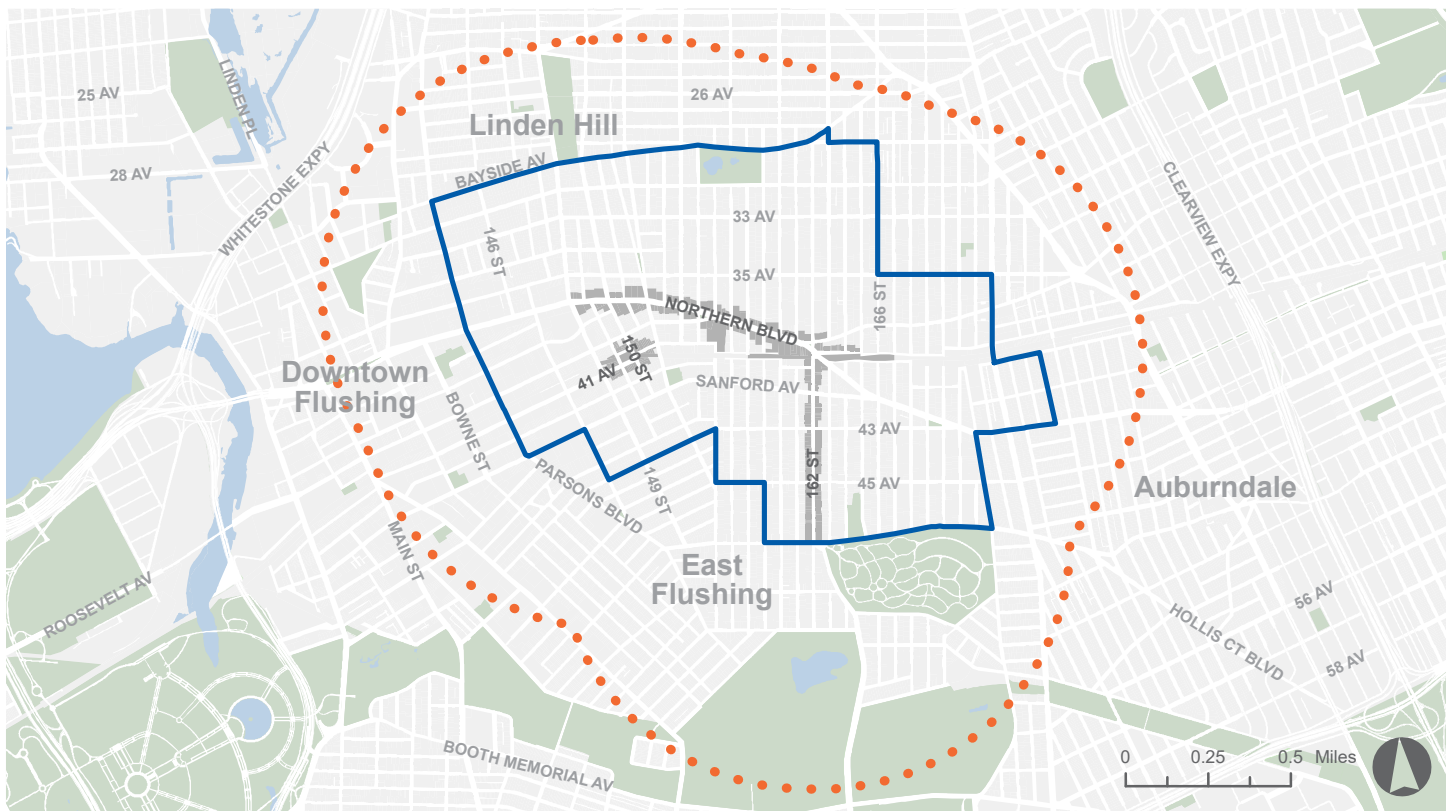 25 AV
LINDEN PL
26 AV
Linden Hill
28 AV
BAYSIDE AV
WHITESTONE EXPY
CLEARVIEW EXPY
33 AV
146 ST
35 AV
166 ST
NORTHERN BLVD
150 ST
41 AV
Downtown
Flushing
SANFORD AV
BOWNE ST
43 AV
162 ST
45 AV
PARSONS BLVD
149 ST
Auburndale
MAIN ST
East
Flushing
ROOSEVELT AV
56 AV
HOLLIS CT BLVD
58 AV
BOOTH MEMORIAL AV
0 0.25 0.5 Miles